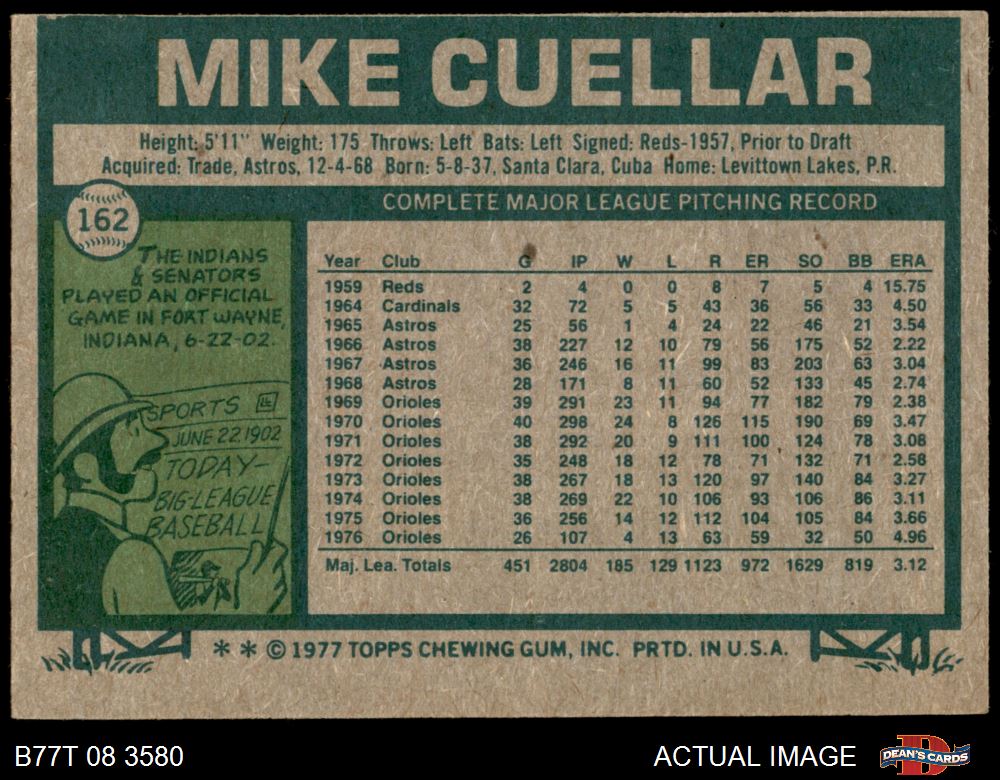 MIKE CUELLAR
Height: 5'11" Weight: 175 Throws: Left Bats: Left Signed: Reds-1957, Prior to Draft
Acquired: Trade, Astros, 12-4-68 Born: 5-8-37, Santa Clara, Cuba Home: Levittown Lakes, P.R.
162
COMPLETE MAJOR LEAGUE PITCHING RECORD
THE INDIANS
& SENATORS
PLAYED AN OFFICIAL
GAME IN FORT WAYNE,
INDIANA, 6-22-02.
SPORTS
JUNE 22, 1902
TODAY-
BIG-LEAGUE
BASEBALL
Year Club G IP W L R ER SO BB ERA
1959 Reds 2 4 0 0 8 7 5 4 15.75
1964 Cardinals 32 72 5 5 43 36 56 33 4.50
1965 Astros 25 56 1 4 24 22 46 21 3.54
1966 Astros 38 227 12 10 79 56 175 52 2.22
1967 Astros 36 246 16 11 99 83 203 63 3.04
1968 Astros 28 171 8 11 60 52 133 45 2.74
1969 Orioles 39 291 23 11 94 77 182 79 2.38
1970 Orioles 40 298 24 8 126 115 190 69 3.47
1971 Orioles 38 292 20 9 111 100 124 78 3.08
1972 Orioles 35 248 18 12 78 71 132 71 2.58
1973 Orioles 38 267 18 13 120 97 140 84 3.27
1974 Orioles 38 269 22 10 106 93 106 86 3.11
1975 Orioles 36 256 14 12 112 104 105 84 3.66
1976 Orioles 26 107 4 13 63 59 32 50 4.96
Maj. Lea. Totals 451 2804 185 129 1123 972 1629 819 3.12
* * © 1977 TOPPS CHEWING GUM, INC. PRTD. IN U.S.A.
B77T 08 3580
ACTUAL IMAGE
DEAN'S CARDS